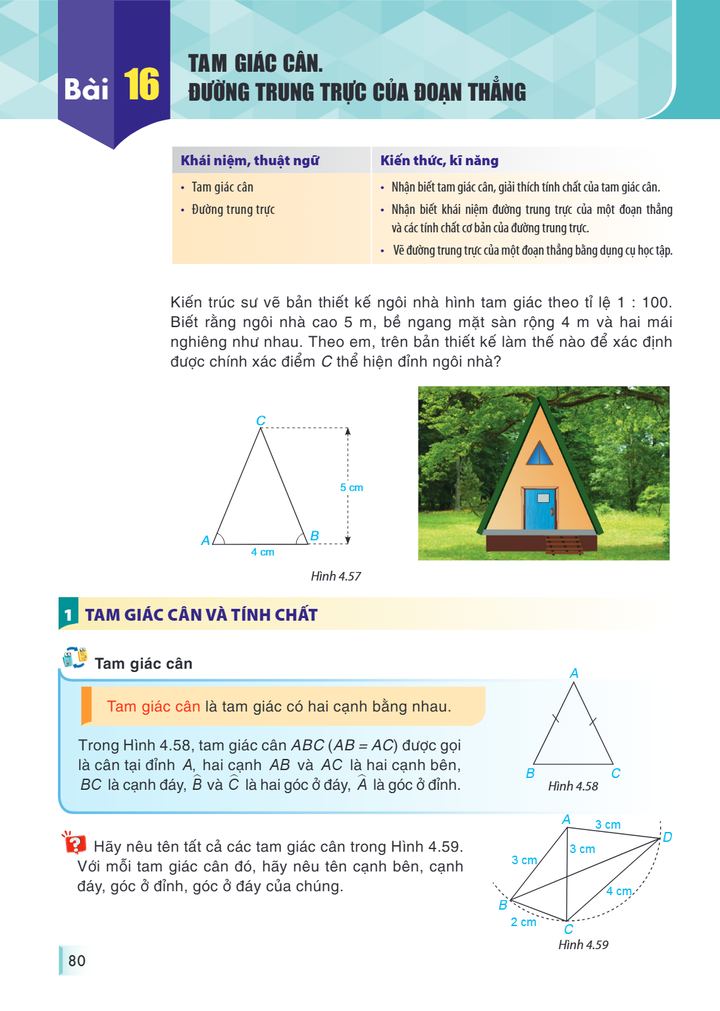 Bài 16
TAM GIÁC CÂN.
ĐƯỜNG TRUNG TRỰC CỦA ĐOẠN THẲNG
Khái niệm, thuật ngữ
• Tam giác cân
• Đường trung trực
Kiến thức, kĩ năng
• Nhận biết tam giác cân, giải thích tính chất của tam giác cân.
• Nhận biết khái niệm đường trung trực của một đoạn thẳng
và các tính chất cơ bản của đường trung trực.
• Vẽ đường trung trực của một đoạn thẳng bằng dụng cụ học tập.
Kiến trúc sư vẽ bản thiết kế ngôi nhà hình tam giác theo tỉ lệ 1 : 100.
Biết rằng ngôi nhà cao 5 m, bề ngang mặt sàn rộng 4 m và hai mái
nghiêng như nhau. Theo em, trên bản thiết kế làm thế nào để xác định
được chính xác điểm C thể hiện đỉnh ngôi nhà?
C
5 cm
A
B
4 cm
Hình 4.57
1 TAM GIÁC CÂN VÀ TÍNH CHẤT
Tam giác cân
Tam giác cân là tam giác có hai cạnh bằng nhau.
Trong Hình 4.58, tam giác cân ABC (AB = AC) được gọi
là cân tại đỉnh A, hai cạnh AB và AC là hai cạnh bên,
BC là cạnh đáy, B̂ và Ĉ là hai góc ở đáy, Â là góc ở đỉnh.
A
B
C
Hình 4.58
? Hãy nêu tên tất cả các tam giác cân trong Hình 4.59.
Với mỗi tam giác cân đó, hãy nêu tên cạnh bên, cạnh
đáy, góc ở đỉnh, góc ở đáy của chúng.
A
3 cm
D
3 cm
3 cm
4 cm
B
2 cm
C
Hình 4.59
80